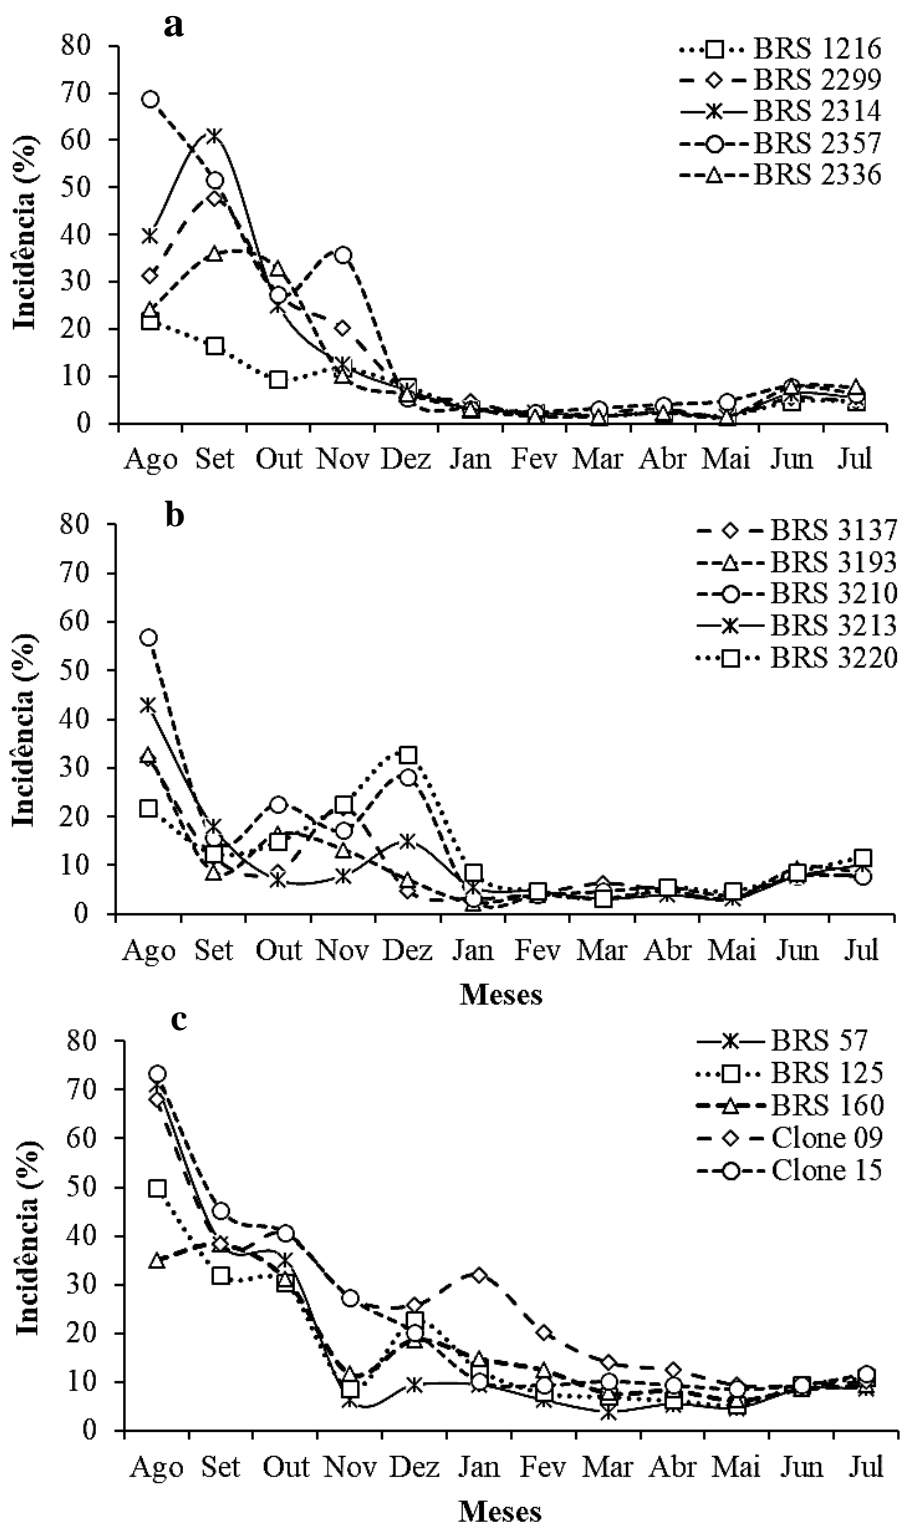 a
80
70
60
50
40
30
20
10
0
Incidência (%)
BRS 1216
BRS 2299
BRS 2314
BRS 2357
BRS 2336
Ago Set Out Nov Dez Jan Fev Mar Abr Mai Jun Jul
b
80
70
60
50
40
30
20
10
0
Incidência (%)
BRS 3137
BRS 3193
BRS 3210
BRS 3213
BRS 3220
Ago Set Out Nov Dez Jan Fev Mar Abr Mai Jun Jul
Meses
c
80
70
60
50
40
30
20
10
0
Incidência (%)
BRS 57
BRS 125
BRS 160
Clone 09
Clone 15
Ago Set Out Nov Dez Jan Fev Mar Abr Mai Jun Jul
Meses